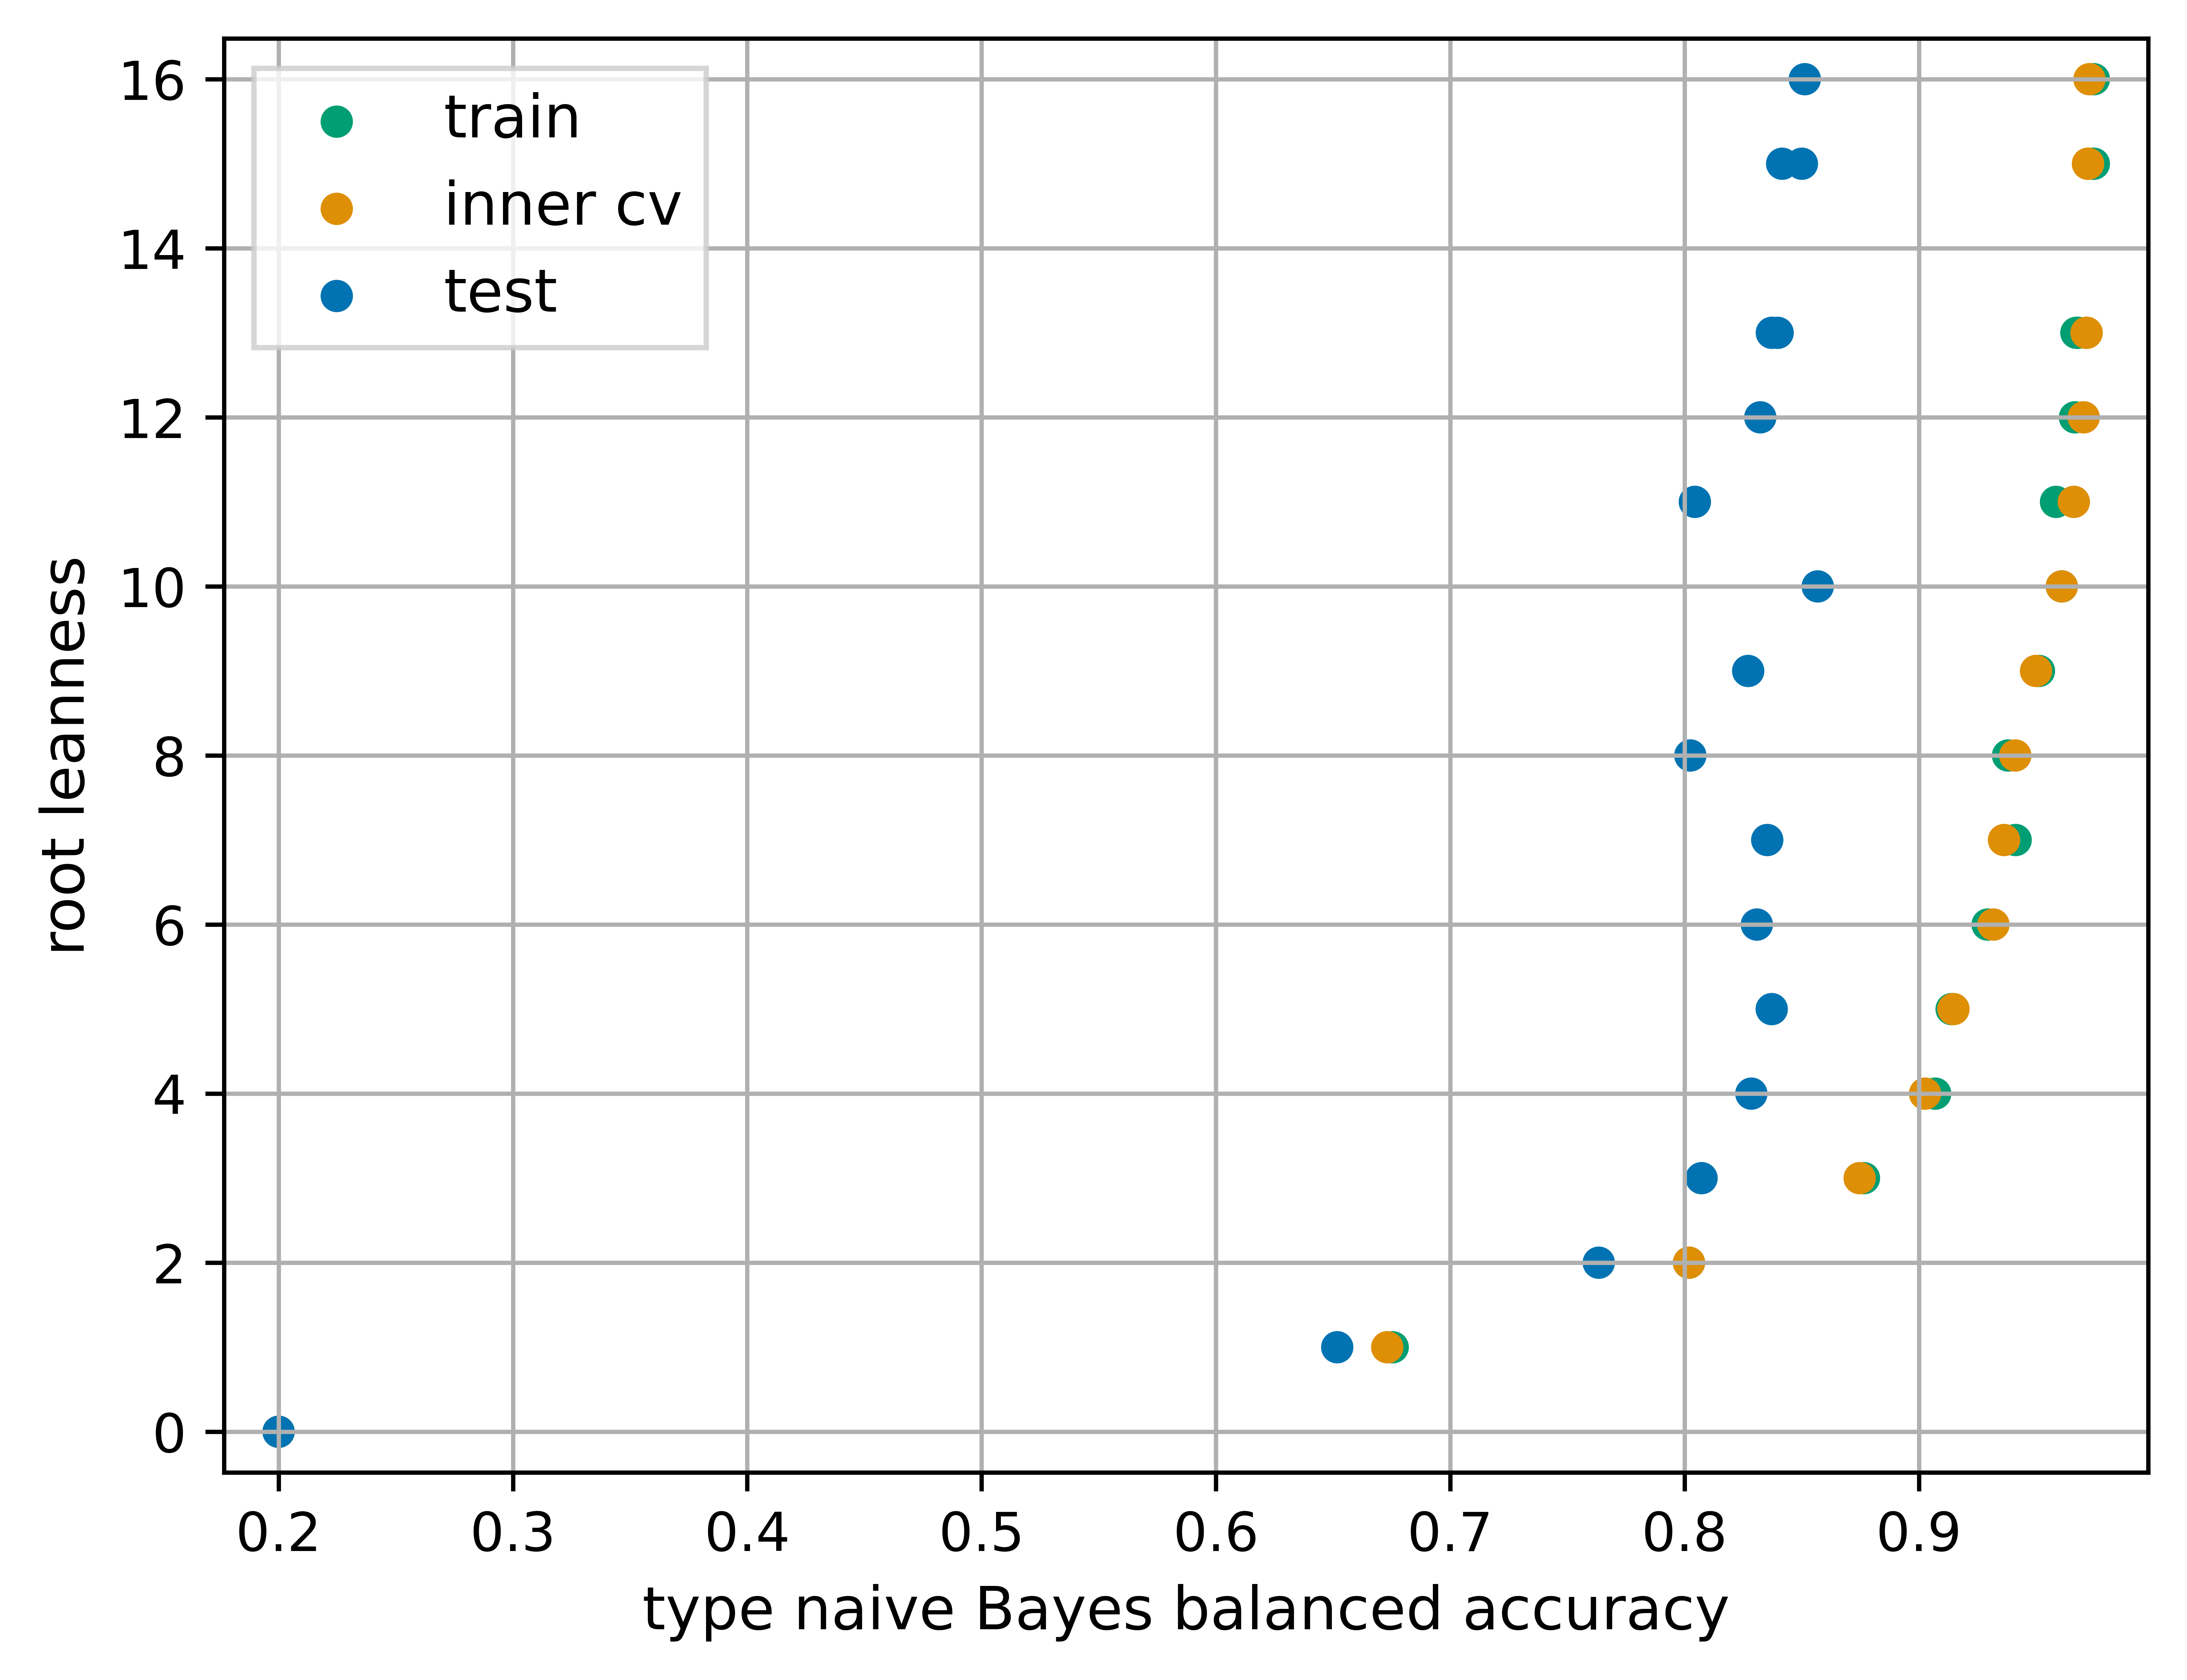 16
14
12
10
8
6
4
2
0
root leanness
train
inner cv
test
0.2 0.3 0.4 0.5 0.6 0.7 0.8 0.9
type naive Bayes balanced accuracy